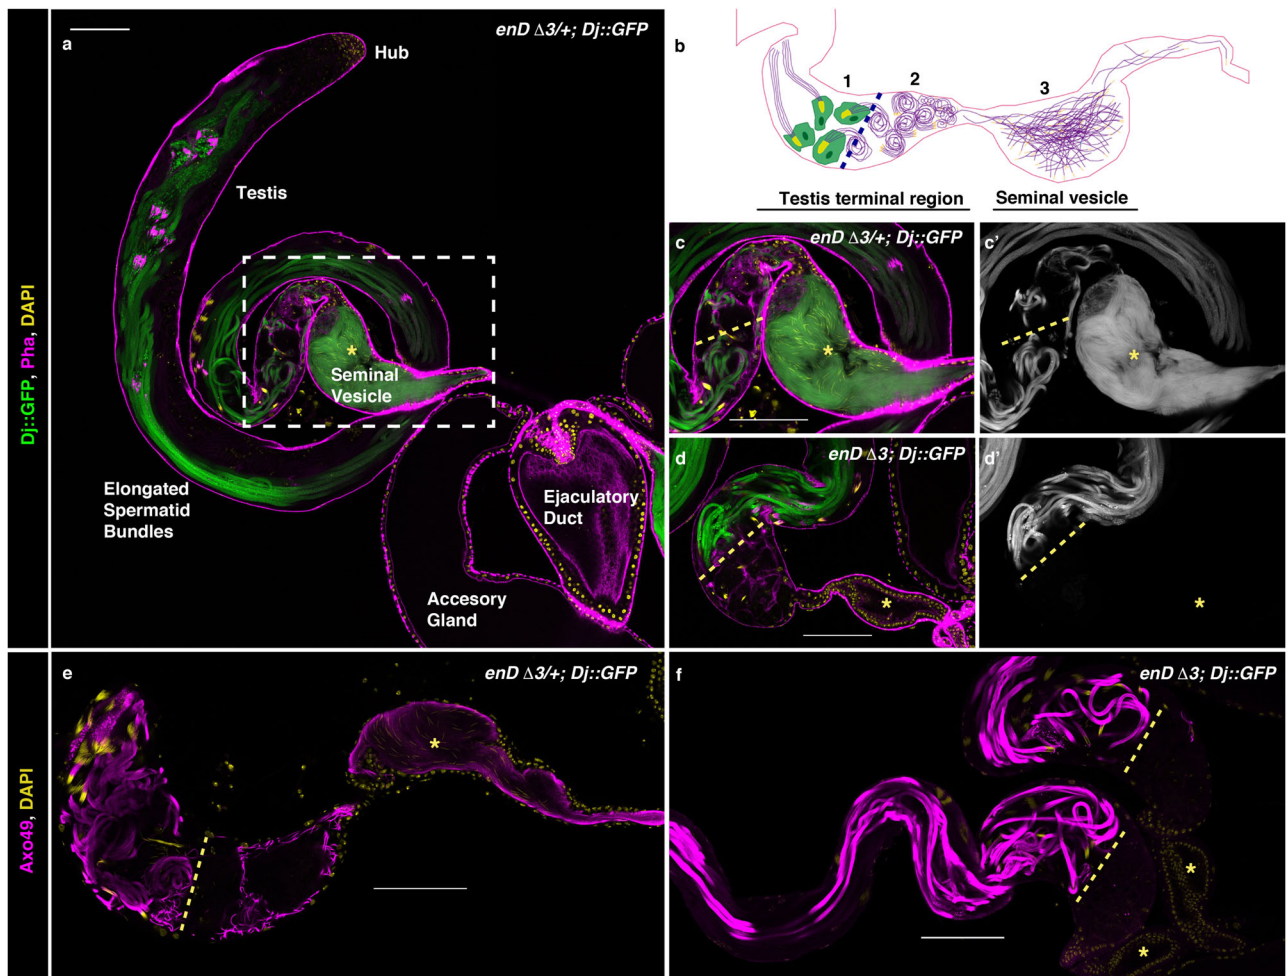 a
enD Δ3/+; Dj::GFP
Hub
Testis
Seminal
Vesicle
Elongated
Spermatid
Bundles
Ejaculatory
Duct
Accesory
Gland
Dj::GFP, Pha, DAPI
b
1
2
3
Testis terminal region
Seminal vesicle
c
enD Δ3/+; Dj::GFP
c'
*
d
enD Δ3; Dj::GFP
d'
*
Axo49, DAPI
e
enD Δ3/+; Dj::GFP
*
f
enD Δ3; Dj::GFP
*
*